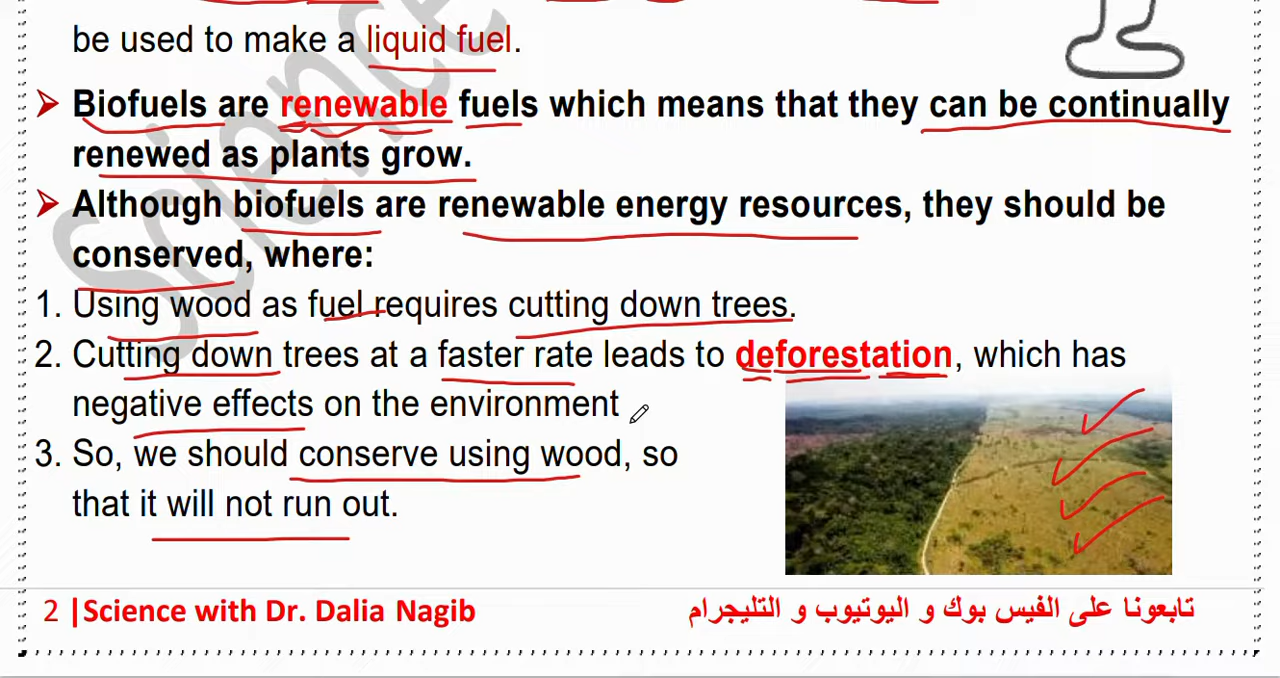 be used to make a liquid fuel.
➢ Biofuels are renewable fuels which means that they can be continually
renewed as plants grow.
➢ Although biofuels are renewable energy resources, they should be
conserved, where:
1. Using wood as fuel requires cutting down trees.
2. Cutting down trees at a faster rate leads to deforestation, which has
negative effects on the environment
3. So, we should conserve using wood, so
that it will not run out.
Science
2 |Science with Dr. Dalia Nagib
تابعونا على الفيس بوك و اليوتيوب و التليجرام